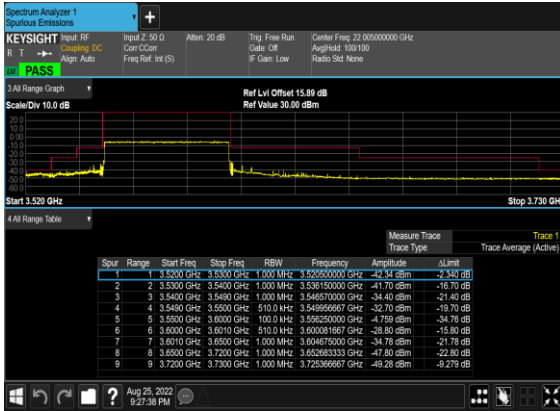 Spectrum Analyzer 1
Spurious Emissions
+
KEYSIGHT Input: RF Input Z: 50 Ω Atten: 20 dB Trig: Free Run Center Freq: 22.005000000 GHz
R T Coupling: DC Corr CCorr Gate: Off Avg|Hold: 100/100
Align: Auto Freq Ref: Int (S) IF Gain: Low Radio Std: None
PASS
3 All Range Graph
Ref Lvl Offset 15.89 dB
Scale/Div 10.0 dB Ref Value 30.00 dBm
20.0
10.0
0.00
-10.0
-20.0
-30.0
-40.0
-50.0
-60.0
Start 3.520 GHz Stop 3.730 GH
4 All Range Table
Measure Trace Trace 1
Trace Type Trace Average (Active)
Spur Range Start Freq Stop Freq RBW Frequency Amplitude ΔLimit
1 1 3.5200 GHz 3.5300 GHz 1.000 MHz 3.520500000 GHz -42.34 dBm -2.340 dB
2 2 3.5300 GHz 3.5400 GHz 1.000 MHz 3.536150000 GHz -41.70 dBm -16.70 dB
3 3 3.5400 GHz 3.5490 GHz 1.000 MHz 3.546570000 GHz -34.40 dBm -21.40 dB
4 4 3.5490 GHz 3.5500 GHz 510.0 kHz 3.549956667 GHz -32.70 dBm -19.70 dB
5 5 3.5500 GHz 3.6000 GHz 100.0 kHz 3.556250000 GHz -4.759 dBm -34.76 dB
6 6 3.6000 GHz 3.6010 GHz 510.0 kHz 3.600081667 GHz -28.80 dBm -15.80 dB
7 7 3.6010 GHz 3.6500 GHz 1.000 MHz 3.604675000 GHz -34.78 dBm -21.78 dB
8 8 3.6500 GHz 3.7200 GHz 1.000 MHz 3.652683333 GHz -47.80 dBm -22.80 dB
9 9 3.7200 GHz 3.7300 GHz 1.000 MHz 3.725366667 GHz -49.28 dBm -9.279 dB
? Aug 25, 2022
9:27:38 PM